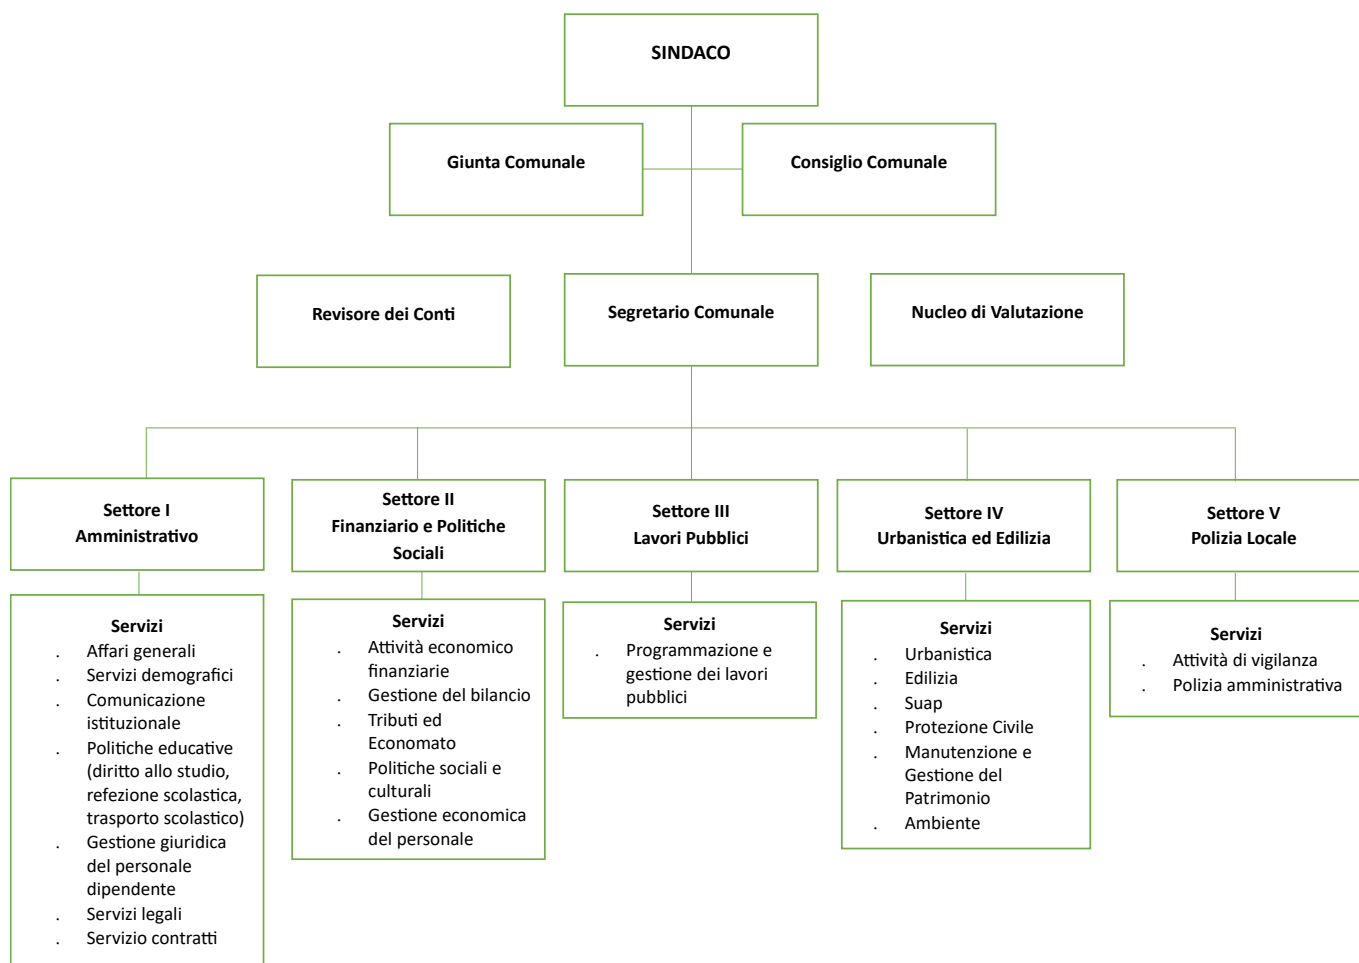 SINDACO
Giunta Comunale
Consiglio Comunale
Revisore dei Conti
Segretario Comunale
Nucleo di Valutazione
Settore I
Amministrativo
Settore II
Finanziario e Politiche
Sociali
Settore III
Lavori Pubblici
Settore IV
Urbanistica ed Edilizia
Settore V
Polizia Locale
Servizi
. Affari generali
. Servizi demografici
. Comunicazione
istituzionale
. Politiche educative
(diritto allo studio,
refezione scolastica,
trasporto scolastico)
. Gestione giuridica
del personale
dipendente
. Servizi legali
. Servizio contratti
Servizi
. Attività economico
finanziarie
. Gestione del bilancio
. Tributi ed
Economato
. Politiche sociali e
culturali
. Gestione economica
del personale
Servizi
. Programmazione e
gestione dei lavori
pubblici
Servizi
. Urbanistica
. Edilizia
. Suap
. Protezione Civile
. Manutenzione e
Gestione del
Patrimonio
. Ambiente
Servizi
. Attività di vigilanza
. Polizia amministrativa